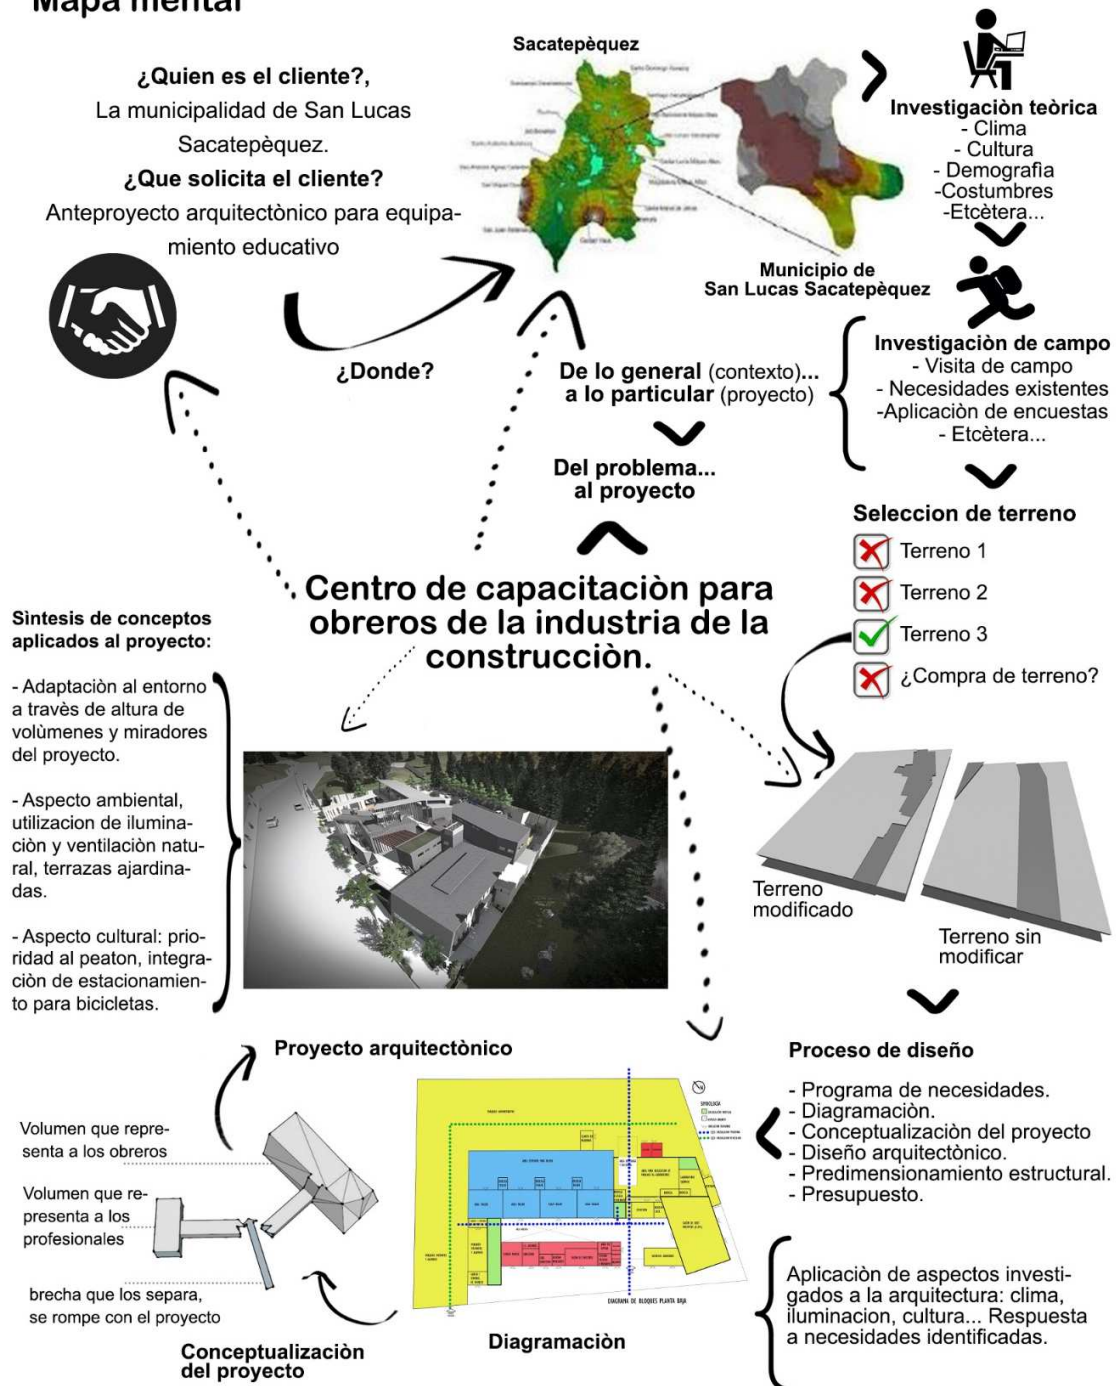 Mapa mental
¿Quien es el cliente?,
La municipalidad de San Lucas
Sacatepèquez.
¿Que solicita el cliente?
Anteproyecto arquitectònico para equipa-
miento educativo
¿Donde?
Sacatepèquez
Municipio de
San Lucas Sacatepèquez
Investigaciòn teòrica
- Clima
- Cultura
- Demografìa
-Costumbres
-Etcètera...
De lo general (contexto)...
a lo particular (proyecto)
Investigaciòn de campo
- Visita de campo
- Necesidades existentes
-Aplicaciòn de encuestas
- Etcètera...
Del problema...
al proyecto
Seleccion de terreno
Terreno 1
Terreno 2
Terreno 3
¿Compra de terreno?
Centro de capacitaciòn para
obreros de la industria de la
construcciòn.
Sìntesis de conceptos
aplicados al proyecto:
- Adaptaciòn al entorno
a travès de altura de
volùmenes y miradores
del proyecto.
- Aspecto ambiental,
utilizacion de ilumina-
ciòn y ventilaciòn natu-
ral, terrazas ajardina-
das.
- Aspecto cultural: prio-
ridad al peaton, integra-
ciòn de estacionamien-
to para bicicletas.
Terreno
modificado
Terreno sin
modificar
Proyecto arquitectònico
Proceso de diseño
- Programa de necesidades.
- Diagramaciòn.
- Conceptualizaciòn del proyecto
- Diseño arquitectònico.
- Predimensionamiento estructural.
- Presupuesto.
Volumen que repre-
senta a los obreros
Volumen que re-
presenta a los
profesionales
brecha que los separa,
se rompe con el proyecto
Conceptualizaciòn
del proyecto
DIAGRAMA DE BLOQUES PLANTA BAJA
Diagramaciòn
Aplicaciòn de aspectos investi-
gados a la arquitectura: clima,
iluminacion, cultura... Respuesta
a necesidades identificadas.